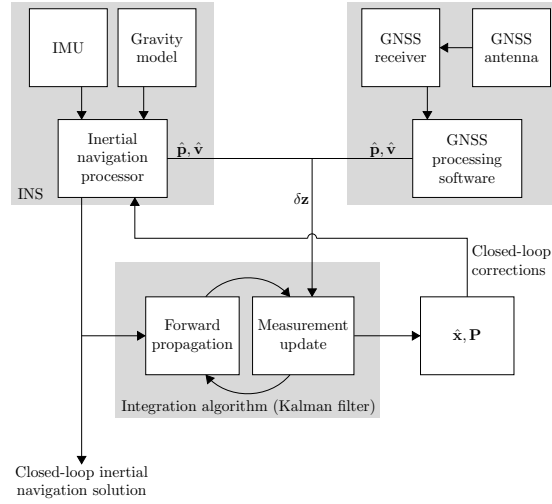 IMU
Gravity
model
GNSS
receiver
GNSS
antenna
Inertial
navigation
processor
p̂, v̂
p̂, v̂
GNSS
processing
software
INS
δz
Closed-loop
corrections
Forward
propagation
Measurement
update
x̂, P
Integration algorithm (Kalman filter)
Closed-loop inertial
navigation solution